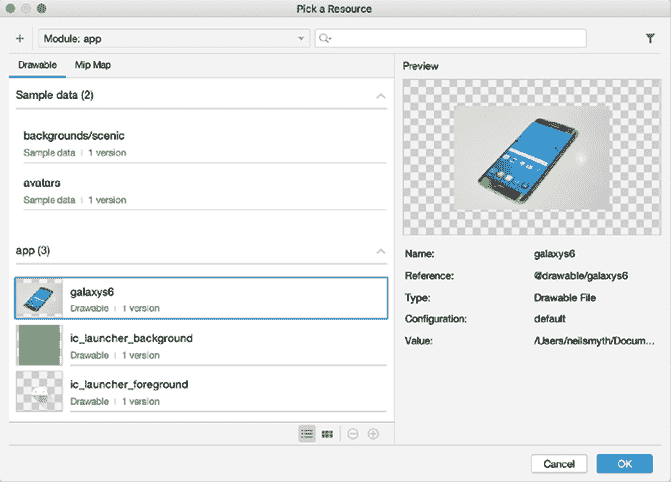 Pick a Resource
Module: app
Drawable Mip Map
Sample data (2)
backgrounds/scenic
Sample data | 1 version
avatars
Sample data | 1 version
app (3)
galaxys6
Drawable | 1 version
ic_launcher_background
Drawable | 1 version
ic_launcher_foreground
Drawable | 1 version
Preview
Name: galaxys6
Reference: @drawable/galaxys6
Type: Drawable File
Configuration: default
Value: /Users/neilsmyth/Docum...
Cancel OK